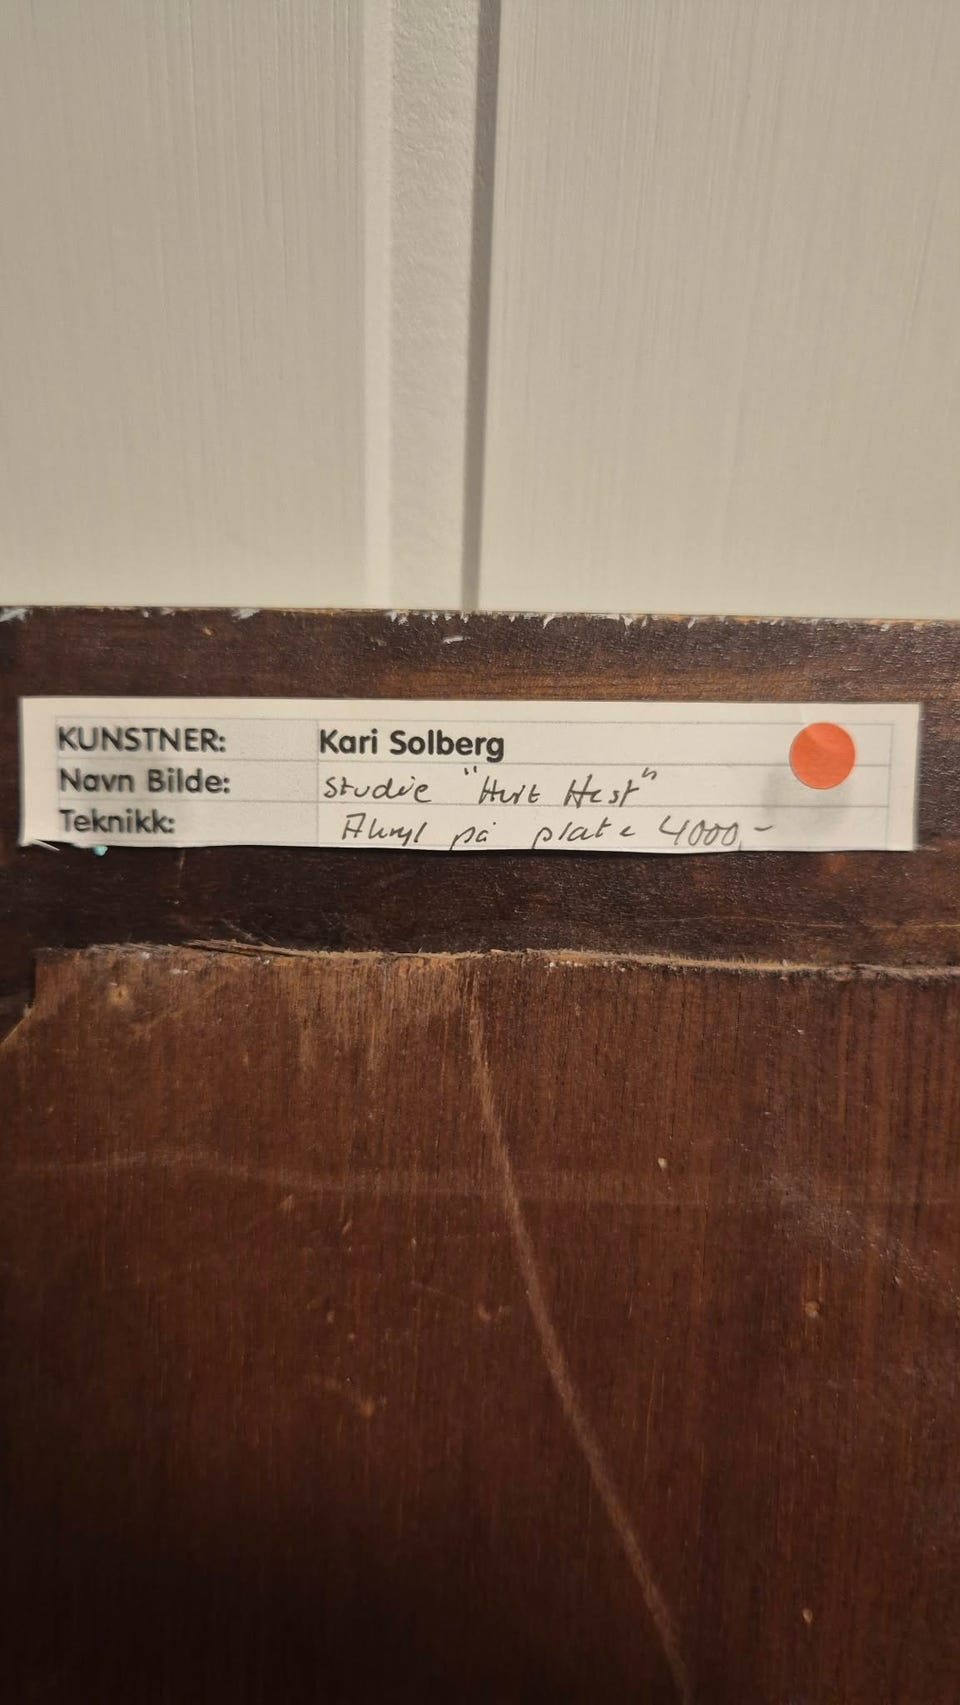 KUNSTNER: Kari Solberg
Navn Bilde: Studie "Hvit Hest"
Teknikk: Akryl på plate 4000,-